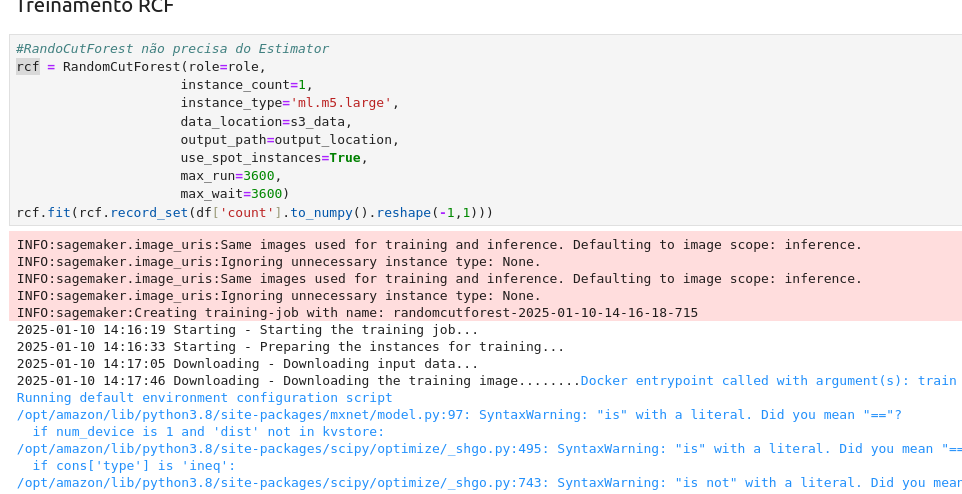 Treinamento RCF
#RandoCutForest não precisa do Estimator
rcf = RandomCutForest(role=role,
instance_count=1,
instance_type='ml.m5.large',
data_location=s3_data,
output_path=output_location,
use_spot_instances=True,
max_run=3600,
max_wait=3600)
rcf.fit(rcf.record_set(df['count'].to_numpy().reshape(-1,1)))
INFO:sagemaker.image_uris:Same images used for training and inference. Defaulting to image scope: inference.
INFO:sagemaker.image_uris:Ignoring unnecessary instance type: None.
INFO:sagemaker.image_uris:Same images used for training and inference. Defaulting to image scope: inference.
INFO:sagemaker.image_uris:Ignoring unnecessary instance type: None.
INFO:sagemaker:Creating training-job with name: randomcutforest-2025-01-10-14-16-18-715
2025-01-10 14:16:19 Starting - Starting the training job...
2025-01-10 14:16:33 Starting - Preparing the instances for training...
2025-01-10 14:17:05 Downloading - Downloading input data...
2025-01-10 14:17:46 Downloading - Downloading the training image........Docker entrypoint called with argument(s): train
Running default environment configuration script
/opt/amazon/lib/python3.8/site-packages/mxnet/model.py:97: SyntaxWarning: "is" with a literal. Did you mean "=="?
if num_device is 1 and 'dist' not in kvstore:
/opt/amazon/lib/python3.8/site-packages/scipy/optimize/_shgo.py:495: SyntaxWarning: "is" with a literal. Did you mean "==
if cons['type'] is 'ineq':
/opt/amazon/lib/python3.8/site-packages/scipy/optimize/_shgo.py:743: SyntaxWarning: "is not" with a literal. Did you mean